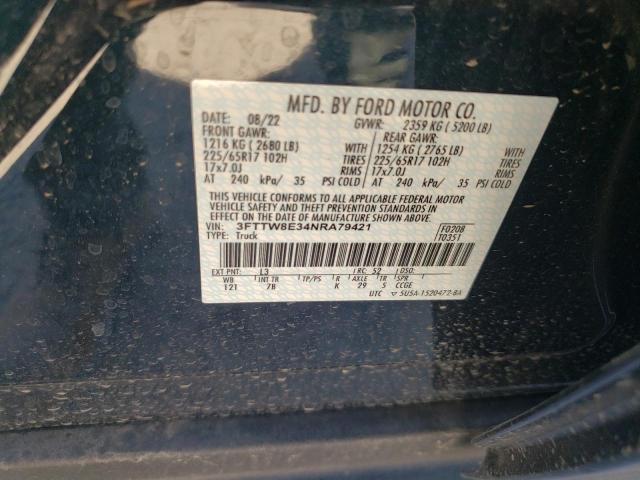 MFD. BY FORD MOTOR CO.
DATE: 08/22 GVWR: 2359 KG ( 5200 LB)
FRONT GAWR: REAR GAWR:
1216 KG ( 2680 LB) 1254 KG ( 2765 LB)
225/65R17 102H TIRES 225/65R17 102H TIRES
17x7.0J RIMS 17x7.0J RIMS
AT 240 kPa/ 35 PSI COLD AT 240 kPa/ 35 PSI COLD
THIS VEHICLE CONFORMS TO ALL APPLICABLE FEDERAL MOTOR
VEHICLE SAFETY AND THEFT PREVENTION STANDARDS IN
EFFECT ON THE DATE OF MANUFACTURE SHOWN ABOVE.
VIN: 3FTTW8E34NRA79421 F0208
TYPE: Truck T0351
EXT PNT: L3 RC: 52 DSO:
WB INT TR TP/PS R AXLE TR SPR
121 7B K 29 5 CCGE
UTC ▽ 5U5A-1520472-BA